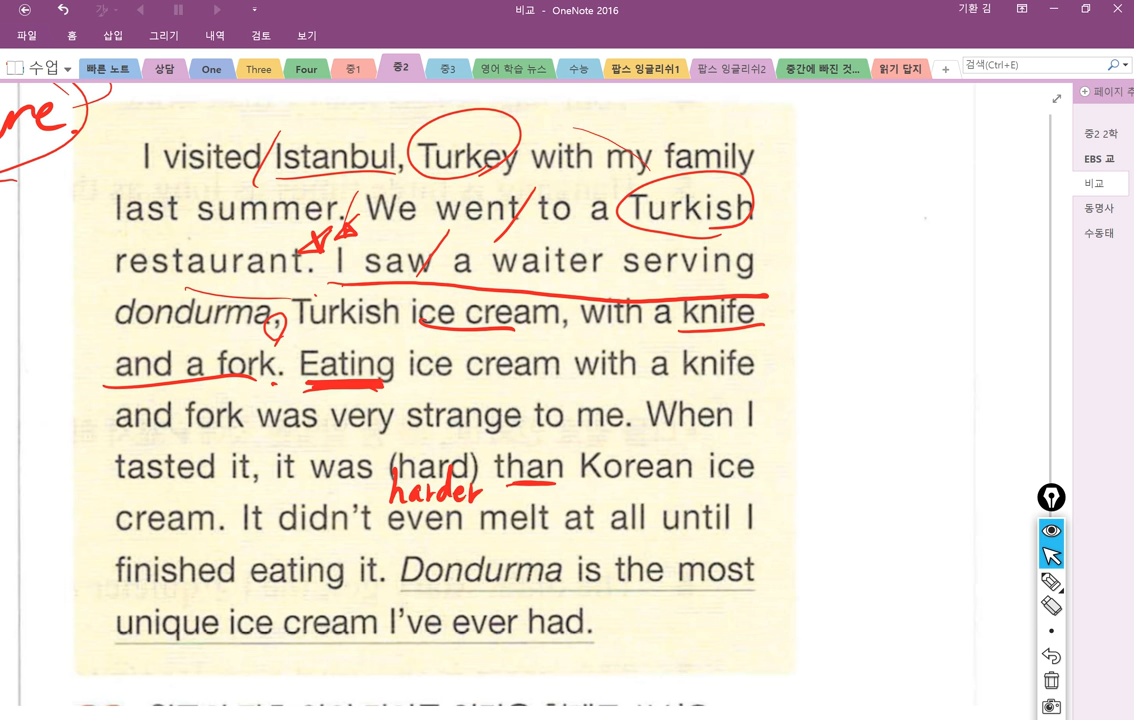 비교 - OneNote 2016
기환 김
파일 홈 삽입 그리기 내역 검토 보기
수업 빠른 노트 상담 One Three Four 중1 중2 중3 영어 학습 뉴스 수능 팝스 잉글리쉬1 팝스 잉글리쉬2 중간에 빠진 것... 읽기 답지 + 검색(Ctrl+E)
페이지 추
중2 2학
EBS 교
비교
동명사
수동태
me.
I visited Istanbul, Turkey with my family
last summer. We went to a Turkish
restaurant. I saw a waiter serving
dondurma, Turkish ice cream, with a knife
and a fork. Eating ice cream with a knife
and fork was very strange to me. When I
tasted it, it was (hard) than Korean ice
harder
cream. It didn't even melt at all until I
finished eating it. Dondurma is the most
unique ice cream I've ever had.